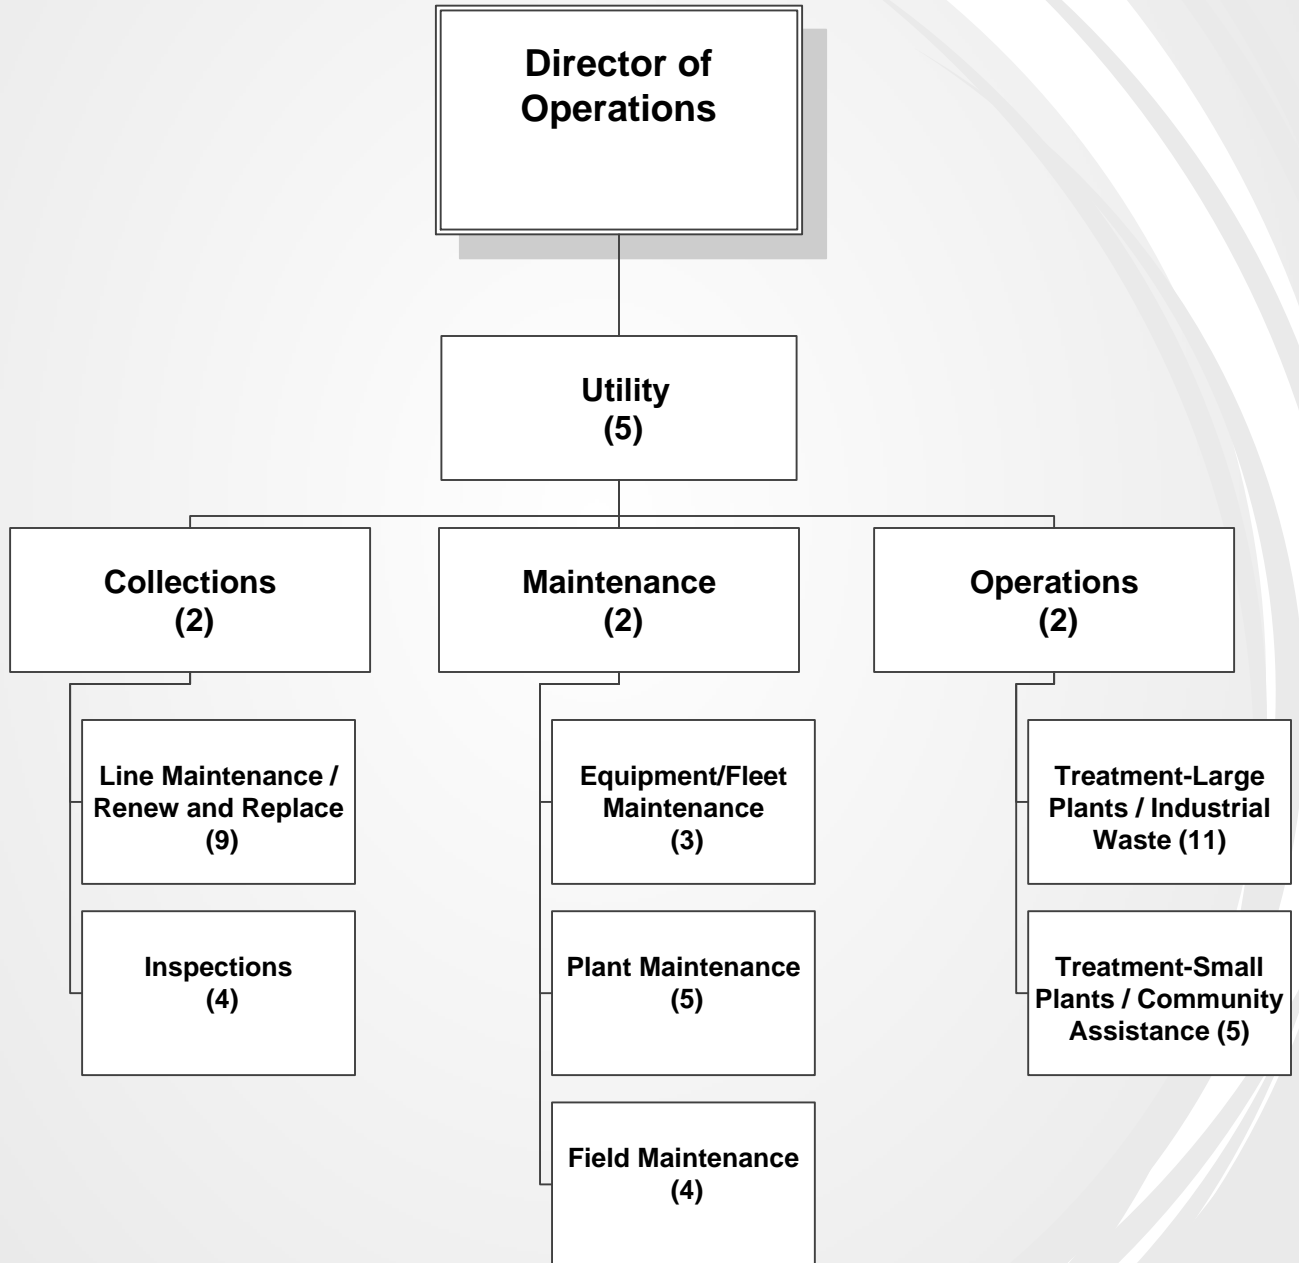 Director of
Operations
Utility
(5)
Collections
(2)
Maintenance
(2)
Operations
(2)
Line Maintenance /
Renew and Replace
(9)
Inspections
(4)
Equipment/Fleet
Maintenance
(3)
Plant Maintenance
(5)
Field Maintenance
(4)
Treatment-Large
Plants / Industrial
Waste (11)
Treatment-Small
Plants / Community
Assistance (5)